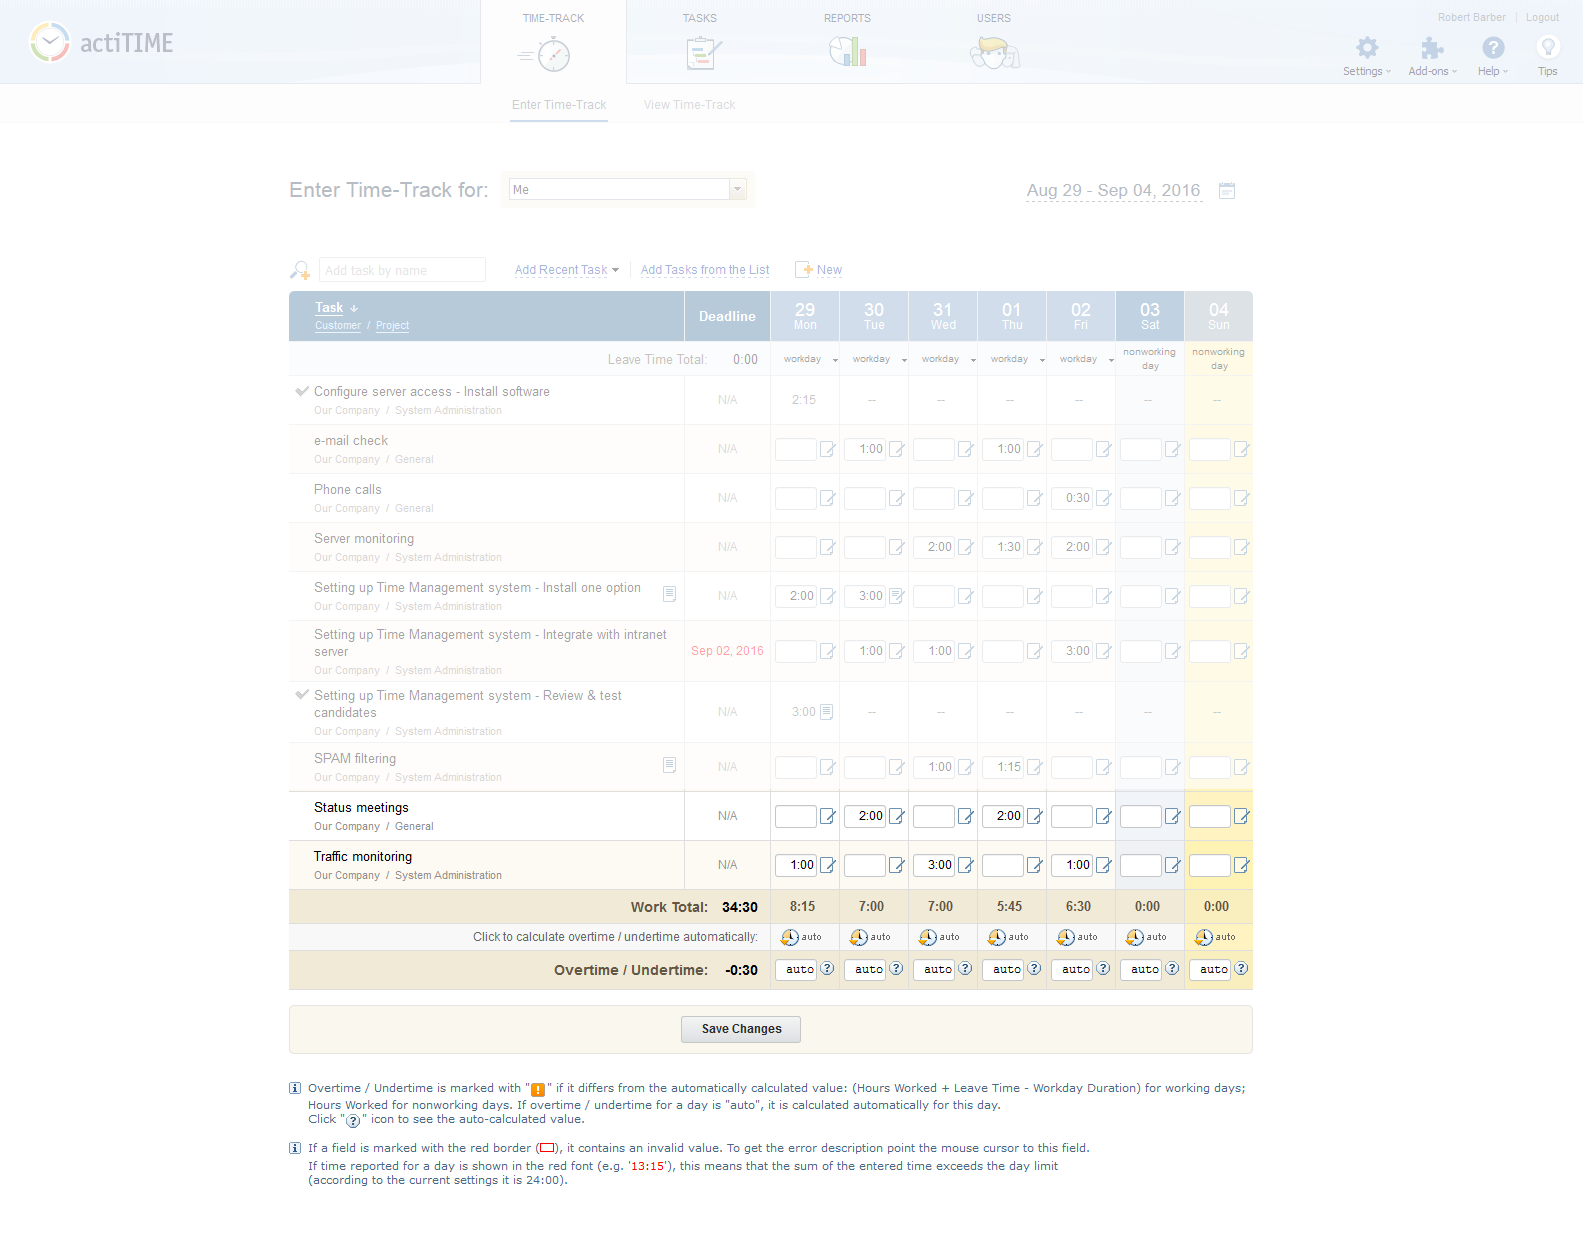 actiTIME
TIME-TRACK
TASKS
REPORTS
USERS
Robert Barber | Logout
Settings
Add-ons
Help
Tips
Enter Time-Track
View Time-Track
Enter Time-Track for: Me
Aug 29 - Sep 04, 2016
Add task by name
Add Recent Task
Add Tasks from the List
New
Task
Customer / Project
Deadline
29 Mon
30 Tue
31 Wed
01 Thu
02 Fri
03 Sat
04 Sun
Leave Time Total: 0:00 workday workday workday workday workday nonworking day nonworking day
Configure server access - Install software
Our Company / System Administration
N/A 2:15 -- -- -- -- -- --
e-mail check
Our Company / General
N/A 1:00 1:00
Phone calls
Our Company / General
N/A 0:30
Server monitoring
Our Company / System Administration
N/A 2:00 1:30 2:00
Setting up Time Management system - Install one option
Our Company / System Administration
N/A 2:00 3:00
Setting up Time Management system - Integrate with intranet
server
Our Company / System Administration
Sep 02, 2016 1:00 1:00 3:00
Setting up Time Management system - Review & test
candidates
Our Company / System Administration
N/A 3:00 -- -- -- -- -- --
SPAM filtering
Our Company / System Administration
N/A 1:00 1:15
Status meetings
Our Company / General
N/A 2:00 2:00
Traffic monitoring
Our Company / System Administration
N/A 1:00 3:00 1:00
Work Total: 34:30 8:15 7:00 7:00 5:45 6:30 0:00 0:00
Click to calculate overtime / undertime automatically: auto auto auto auto auto auto auto
Overtime / Undertime: -0:30 auto ? auto ? auto ? auto ? auto ? auto ? auto ?
Save Changes
Overtime / Undertime is marked with "!" if it differs from the automatically calculated value: (Hours Worked + Leave Time - Workday Duration) for working days;
Hours Worked for nonworking days. If overtime / undertime for a day is "auto", it is calculated automatically for this day.
Click "?" icon to see the auto-calculated value.
If a field is marked with the red border ( ), it contains an invalid value. To get the error description point the mouse cursor to this field.
If time reported for a day is shown in the red font (e.g. '13:15'), this means that the sum of the entered time exceeds the day limit
(according to the current settings it is 24:00).